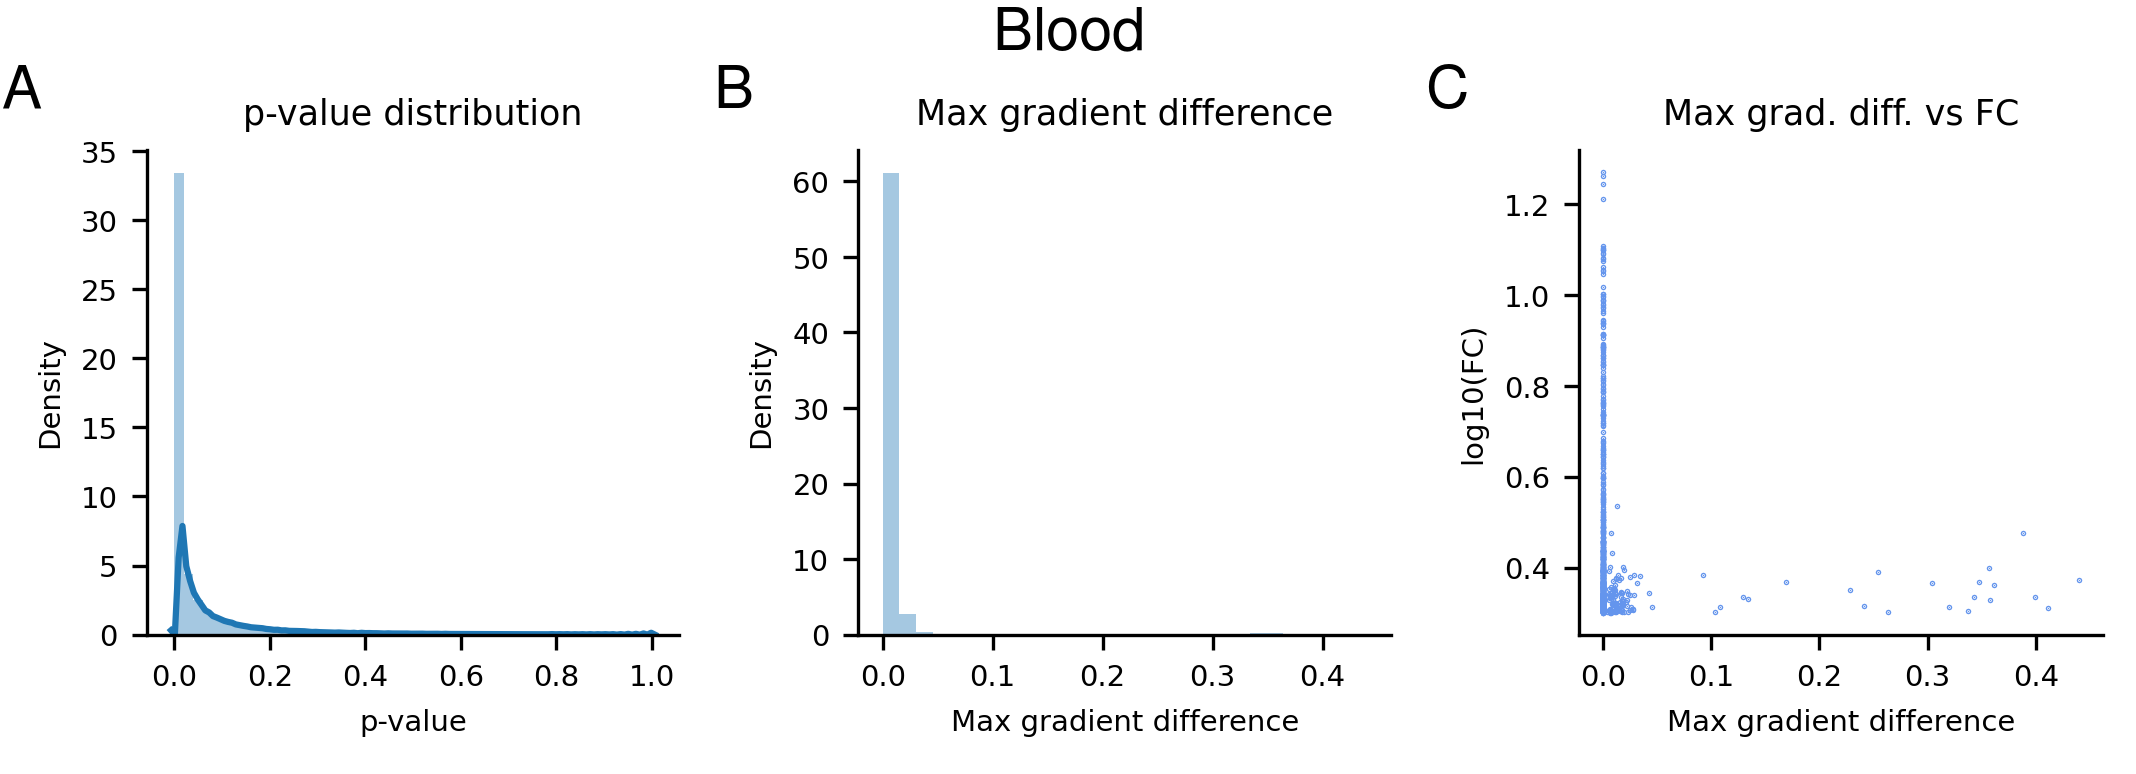 Blood
A
p-value distribution
35
30
25
20
15
10
5
0
Density
0.0 0.2 0.4 0.6 0.8 1.0
p-value
B
Max gradient difference
60
50
40
30
20
10
0
Density
0.0 0.1 0.2 0.3 0.4
Max gradient difference
C
Max grad. diff. vs FC
1.2
1.0
0.8
0.6
0.4
log10(FC)
0.0 0.1 0.2 0.3 0.4
Max gradient difference